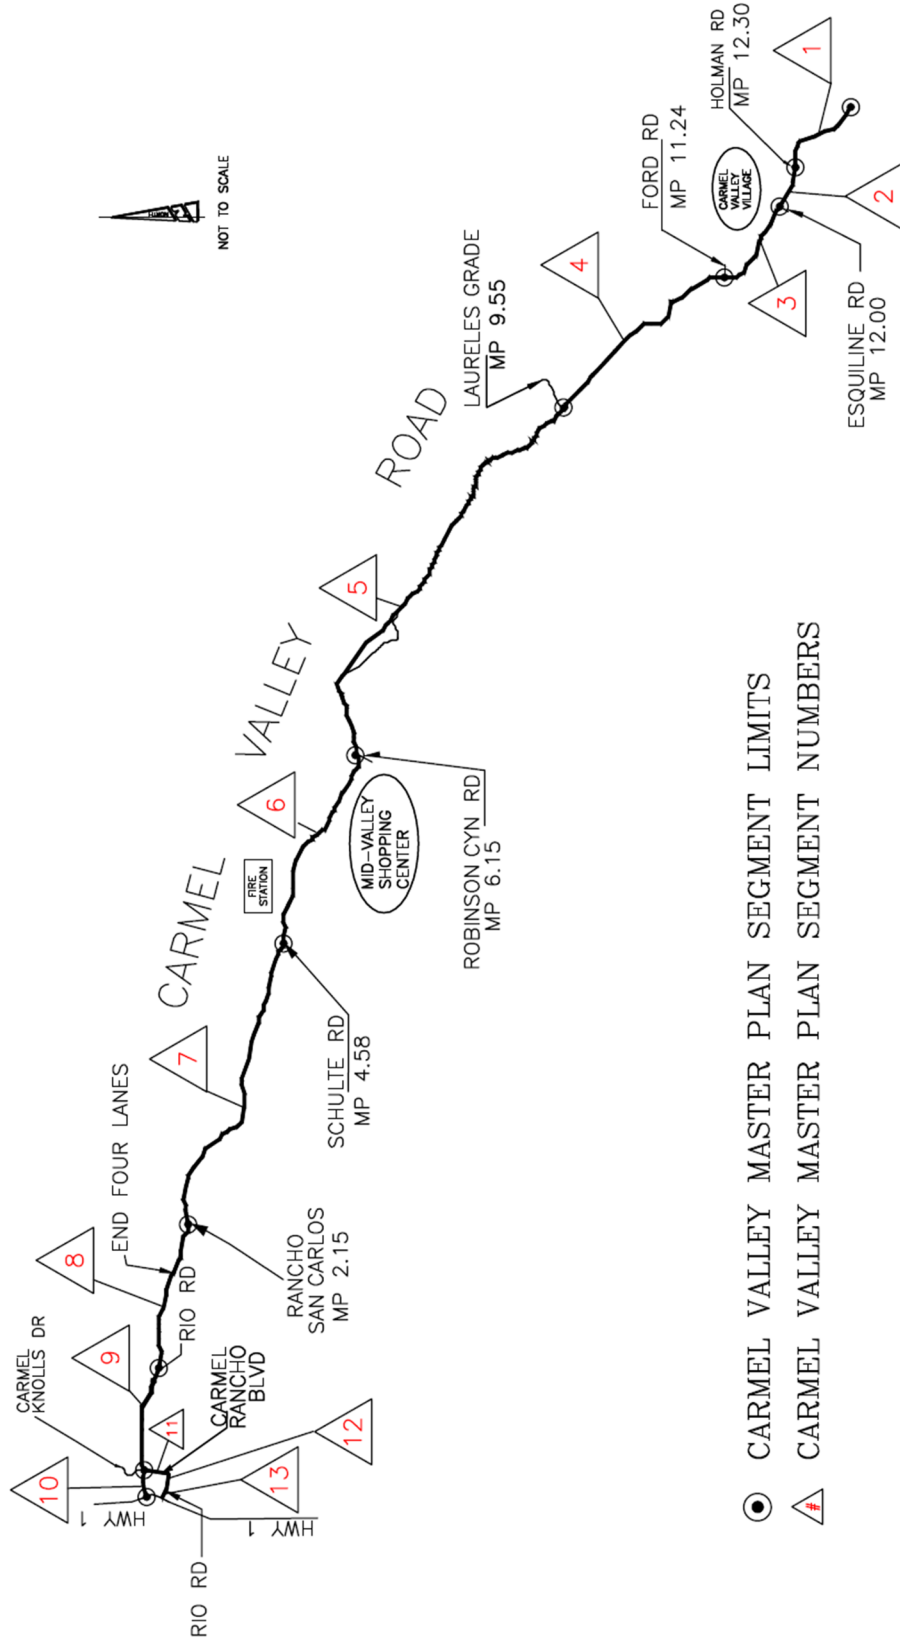 NORTH
NOT TO SCALE
CARMEL
VALLEY
ROAD
RIO RD
HWY 1
HWY 1
10
CARMEL
KNOLLS DR
13
12
11
CARMEL
RANCHO
BLVD
9
RIO RD
8
END FOUR LANES
RANCHO
SAN CARLOS
MP 2.15
7
SCHULTE RD
MP 4.58
FIRE
STATION
6
MID-VALLEY
SHOPPING
CENTER
ROBINSON CYN RD
MP 6.15
5
LAURELES GRADE
MP 9.55
4
FORD RD
MP 11.24
CARMEL
VALLEY
VILLAGE
3
ESQUILINE RD
MP 12.00
2
HOLMAN RD
MP 12.30
1
CARMEL VALLEY MASTER PLAN SEGMENT LIMITS
# CARMEL VALLEY MASTER PLAN SEGMENT NUMBERS